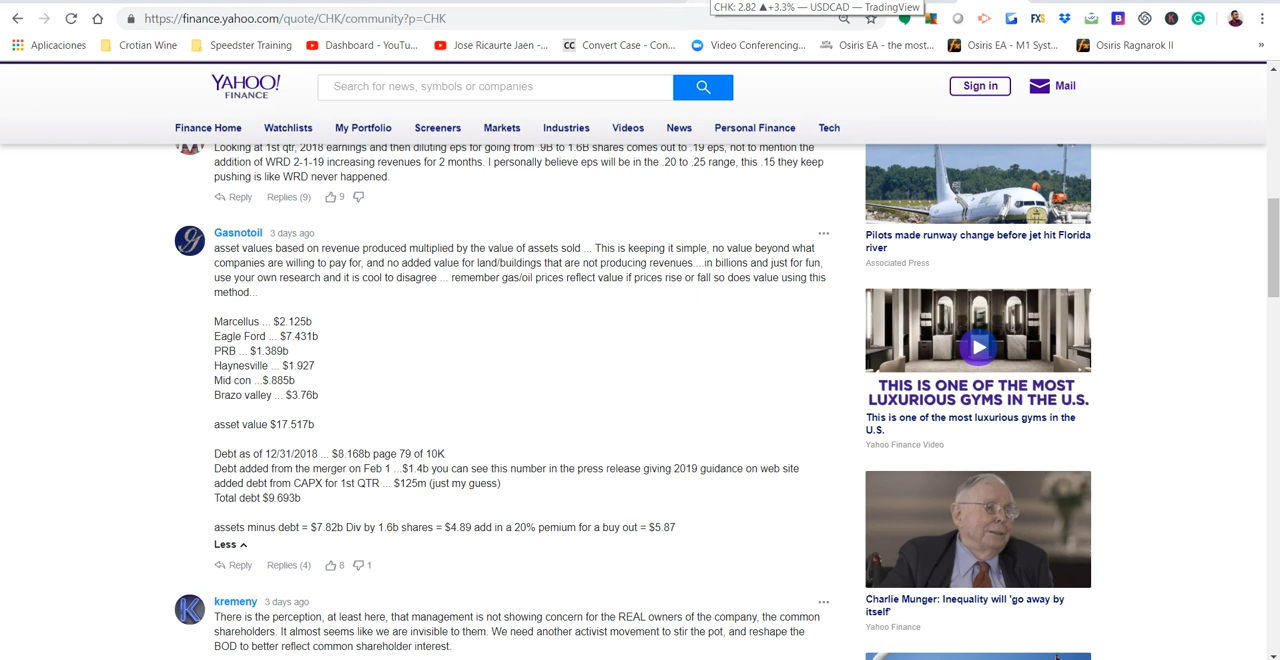 CHK: 2.82 ▲+3.3% — USDCAD — TradingView
https://finance.yahoo.com/quote/CHK/community?p=CHK
Aplicaciones Crotian Wine Speedster Training Dashboard - YouTu... Jose Ricaurte Jaen -... CC Convert Case - Con... Video Conferencing... Osiris EA - the most... Osiris EA - M1 Syst... Osiris Ragnarok II »
YAHOO!
FINANCE
Search for news, symbols or companies
Sign in
Mail
Finance Home Watchlists My Portfolio Screeners Markets Industries Videos News Personal Finance Tech
Looking at 1st qtr, 2018 earnings and then diluting eps for going from .9B to 1.6B shares comes out to .19 eps, not to mention the
addition of WRD 2-1-19 increasing revenues for 2 months. I personally believe eps will be in the .20 to .25 range, this .15 they keep
pushing is like WRD never happened.
Reply Replies (9) 9
Gasnotoil 3 days ago
asset values based on revenue produced multiplied by the value of assets sold ... This is keeping it simple, no value beyond what
companies are willing to pay for, and no added value for land/buildings that are not producing revenues....in billions and just for fun,
use your own research and it is cool to disagree ... remember gas/oil prices reflect value if prices rise or fall so does value using this
method...
Marcellus ... $2.125b
Eagle Ford ... $7.431b
PRB ... $1.389b
Haynesville ... $1.927
Mid con ...$.885b
Brazo valley ... $3.76b
asset value $17.517b
Debt as of 12/31/2018 ... $8.168b page 79 of 10K
Debt added from the merger on Feb 1 ...$1.4b you can see this number in the press release giving 2019 guidance on web site
added debt from CAPX for 1st QTR ... $125m (just my guess)
Total debt $9.693b
assets minus debt = $7.82b Div by 1.6b shares = $4.89 add in a 20% pemium for a buy out = $5.87
Less
Reply Replies (4) 8 1
kremeny 3 days ago
There is the perception, at least here, that management is not showing concern for the REAL owners of the company, the common
shareholders. It almost seems like we are invisible to them. We need another activist movement to stir the pot, and reshape the
BOD to better reflect common shareholder interest.
Pilots made runway change before jet hit Florida
river
Associated Press
THIS IS ONE OF THE MOST
LUXURIOUS GYMS IN THE U.S.
This is one of the most luxurious gyms in the
U.S.
Yahoo Finance Video
Charlie Munger: Inequality will 'go away by
itself'
Yahoo Finance